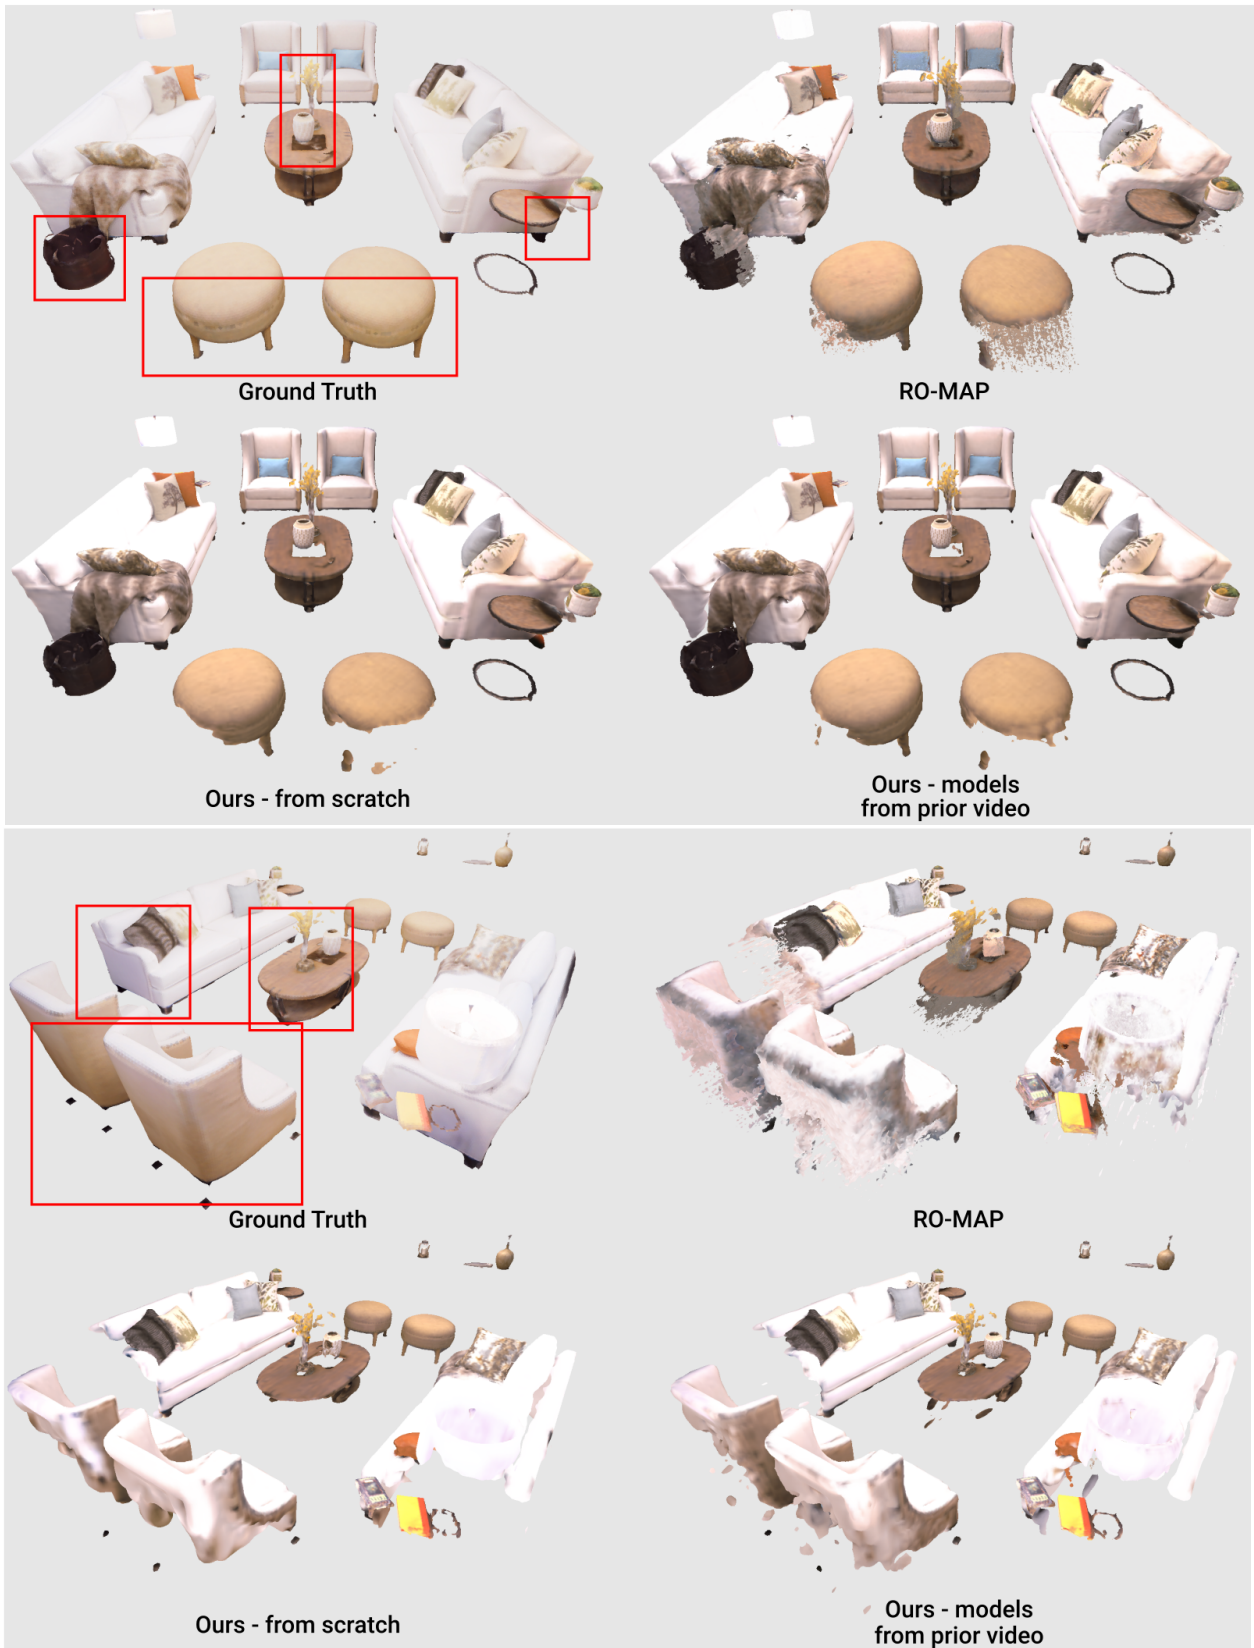 Ground Truth
RO-MAP
Ours - from scratch
Ours - models
from prior video
Ground Truth
RO-MAP
Ours - from scratch
Ours - models
from prior video